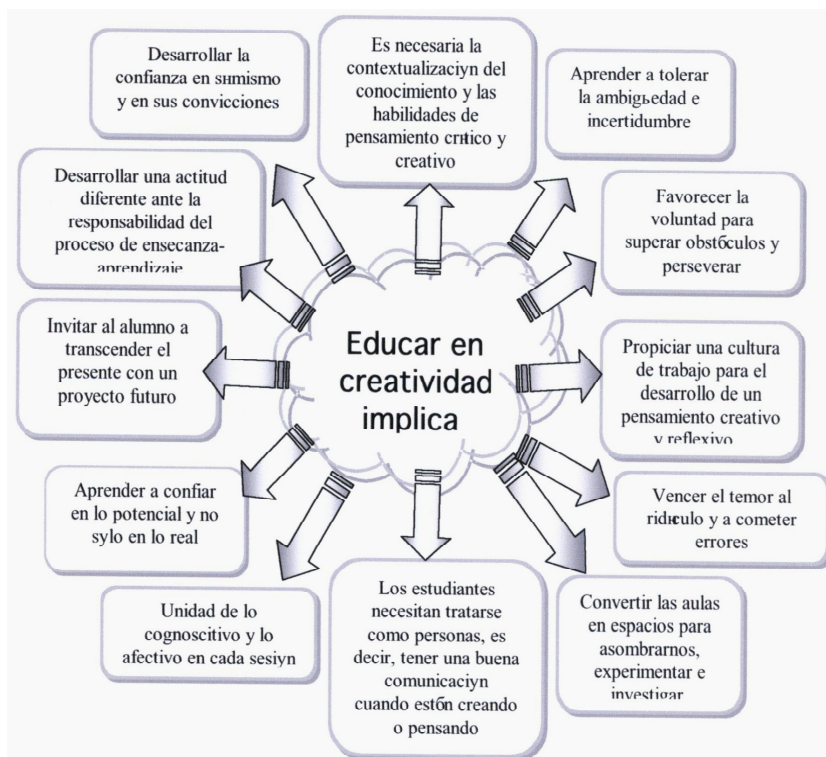 Desarrollar la
confianza en sнmismo
y en sus convicciones
Es necesaria la
contextualizaciyn del
conocimiento y las
habilidades de
pensamiento crнtico y
creativo
Aprender a tolerar
la ambigьedad e
incertidumbre
Desarrollar una actitud
diferente ante la
responsabilidad del
proceso de ensecanza-
aprendizaje
Favorecer la
voluntad para
superar obstбculos y
perseverar
Invitar al alumno a
transcender el
presente con un
proyecto futuro
Educar en
creatividad
implica
Propiciar una cultura
de trabajo para el
desarrollo de un
pensamiento creativo
y reflexivo
Aprender a confiar
en lo potencial y no
sylo en lo real
Vencer el temor al
ridнculo y a cometer
errores
Unidad de lo
cognoscitivo y lo
afectivo en cada sesiyn
Los estudiantes
necesitan tratarse
como personas, es
decir, tener una buena
comunicaciyn
cuando estбn creando
o pensando
Convertir las aulas
en espacios para
asombrarnos,
experimentar e
investigar